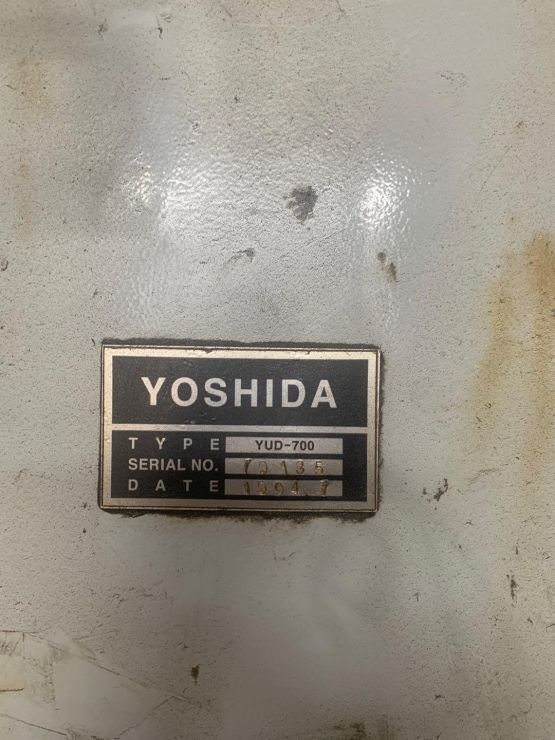 YOSHIDA
TYPE YUD-700
SERIAL NO. 70135
DATE 1994.7